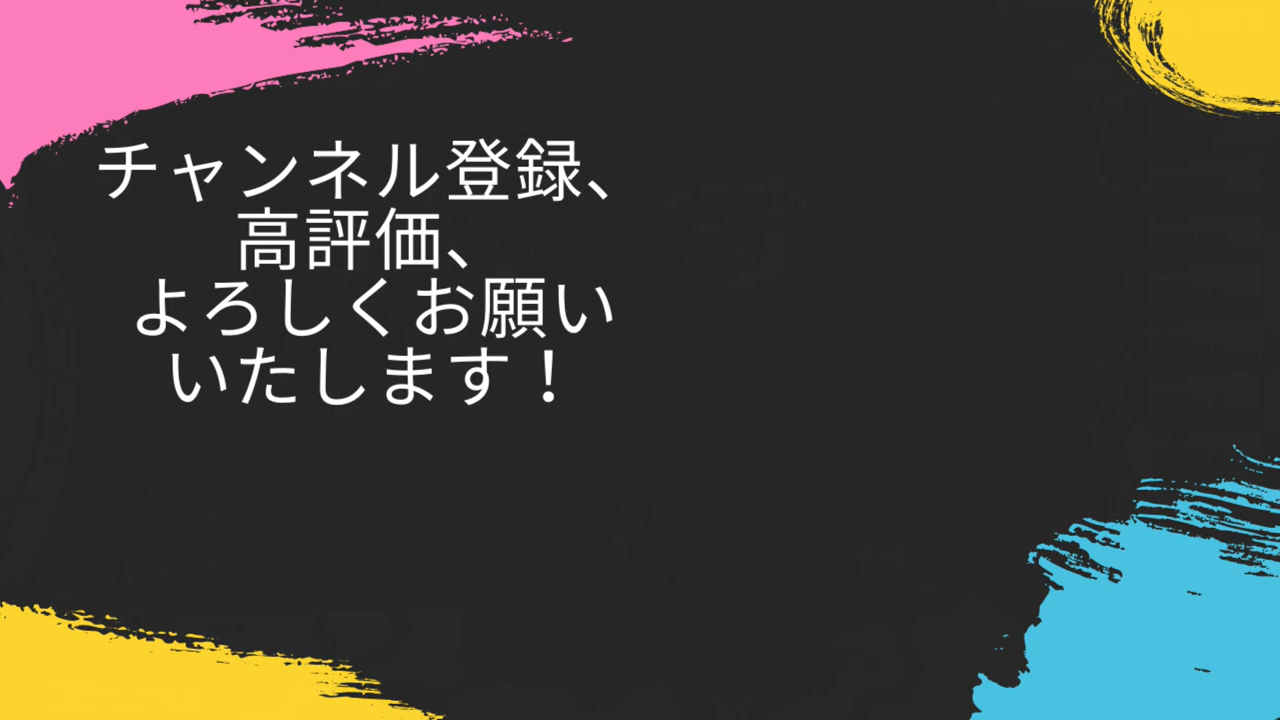 チャンネル登録、
高評価、
よろしくお願い
いたします！